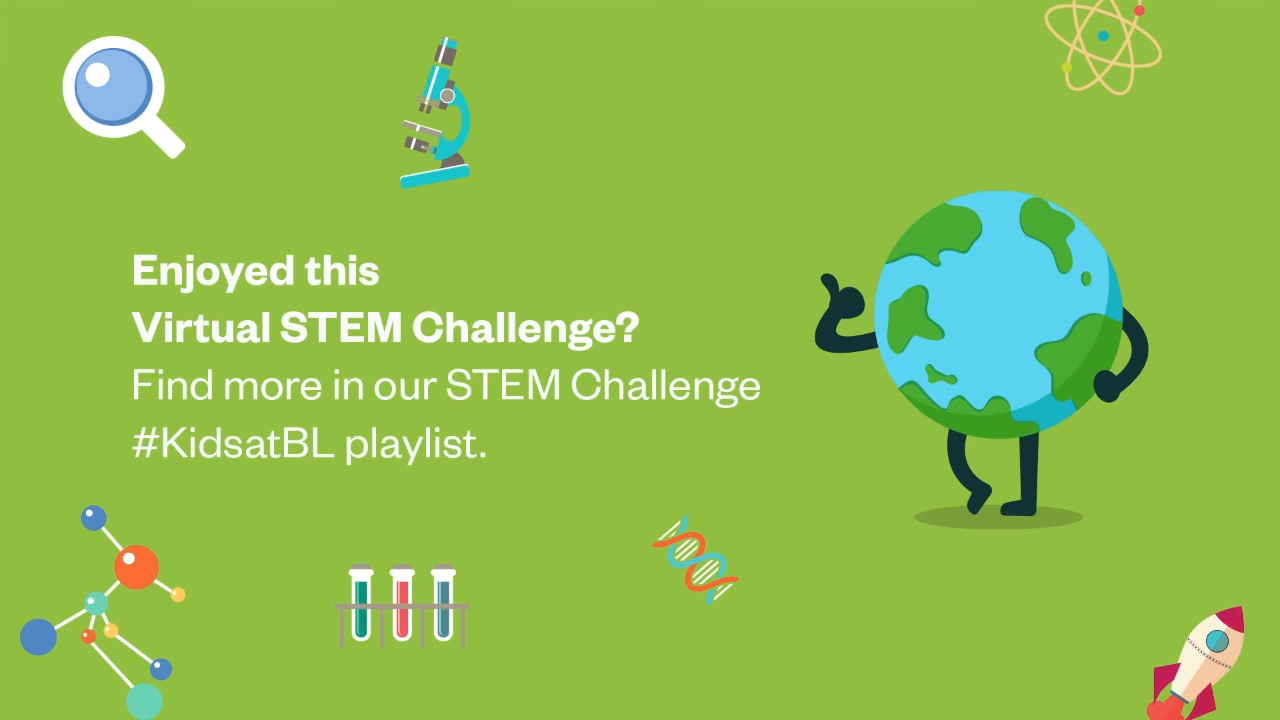 Enjoyed this
Virtual STEM Challenge?
Find more in our STEM Challenge
#KidsatBL playlist.